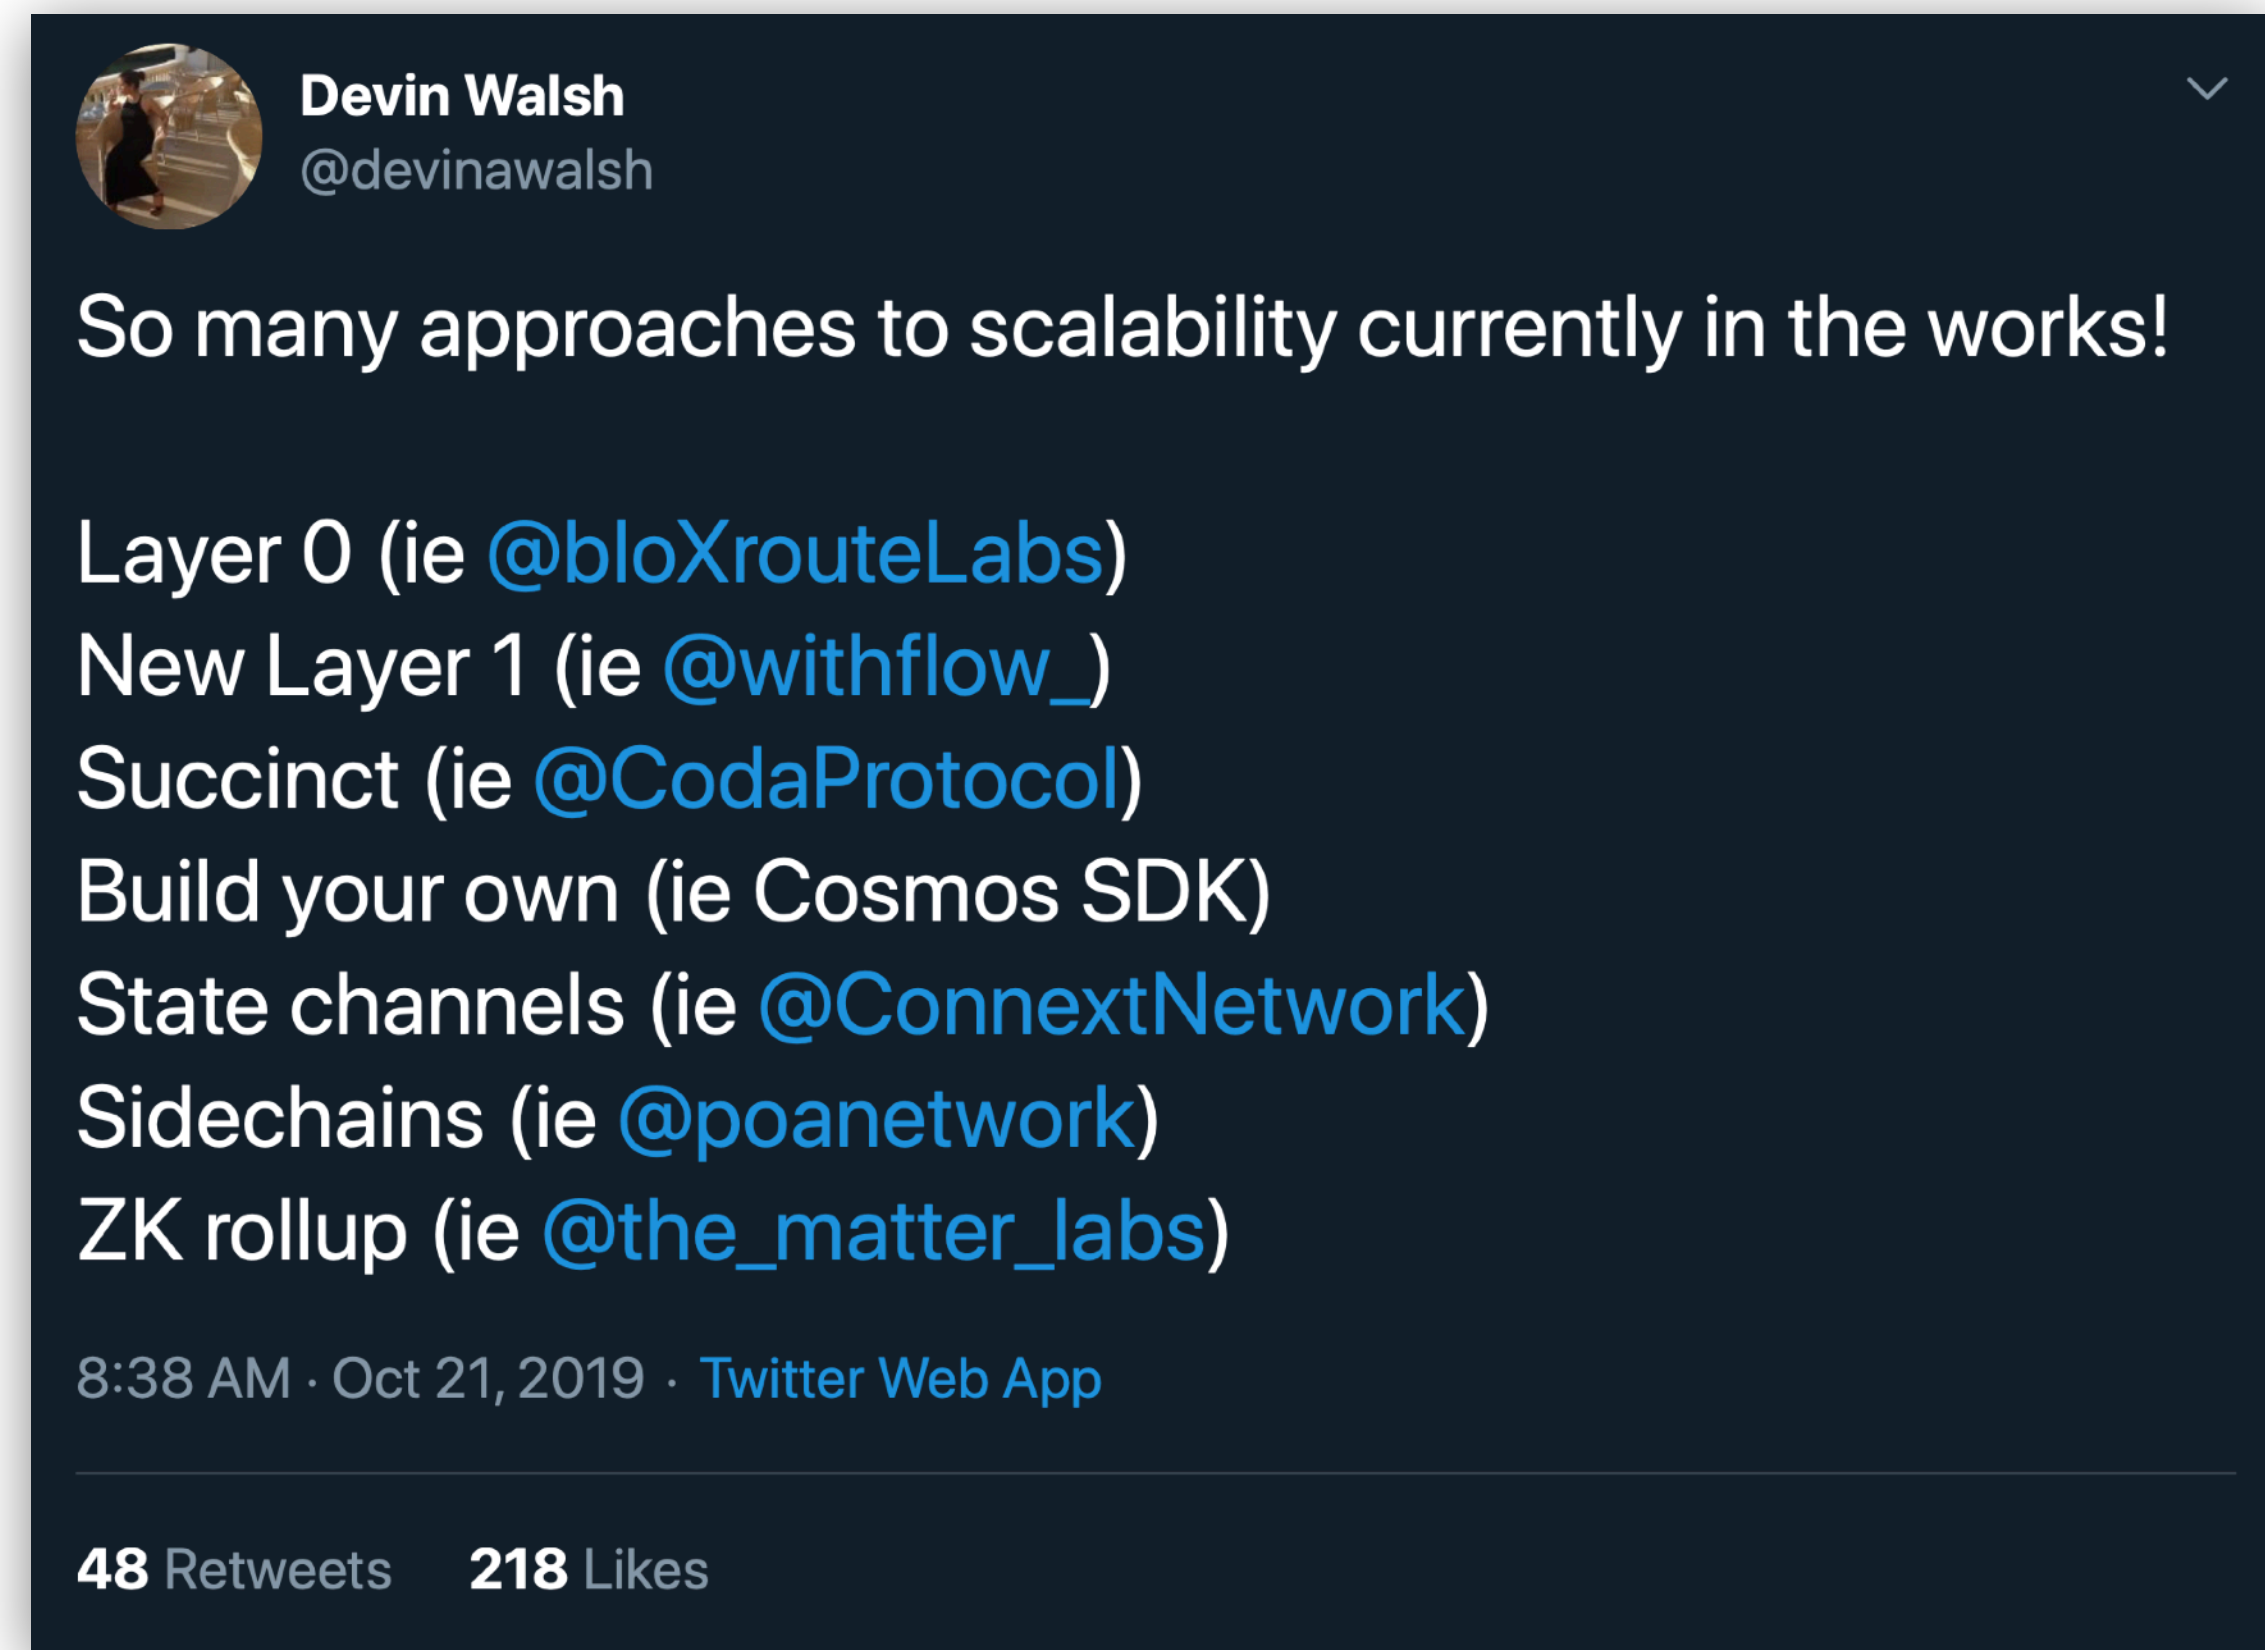 Devin Walsh
@devinawalsh
So many approaches to scalability currently in the works!
Layer 0 (ie @bloXrouteLabs)
New Layer 1 (ie @withflow_)
Succinct (ie @CodaProtocol)
Build your own (ie Cosmos SDK)
State channels (ie @ConnextNetwork)
Sidechains (ie @poanetwork)
ZK rollup (ie @the_matter_labs)
8:38 AM · Oct 21, 2019 · Twitter Web App
48 Retweets 218 Likes